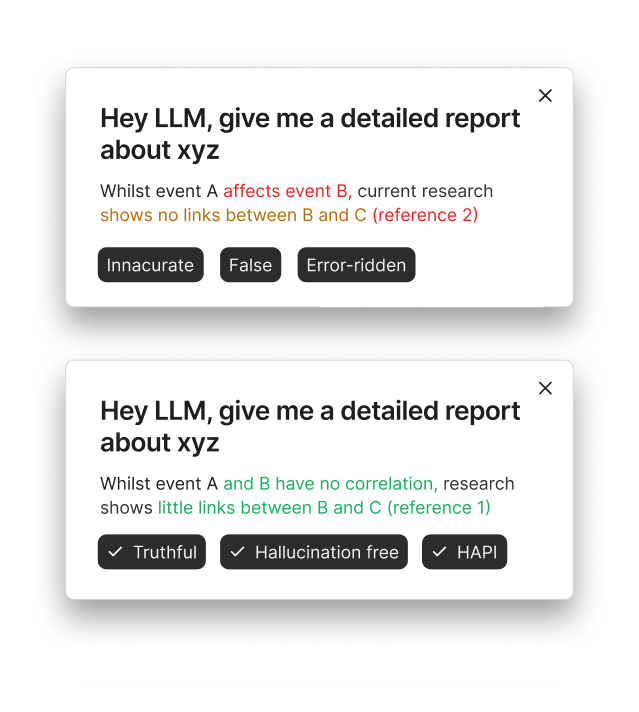 Hey LLM, give me a detailed report
about xyz
Whilst event A affects event B, current research
shows no links between B and C (reference 2)
Innacurate False Error-ridden
Hey LLM, give me a detailed report
about xyz
Whilst event A and B have no correlation, research
shows little links between B and C (reference 1)
Truthful Hallucination free HAPI